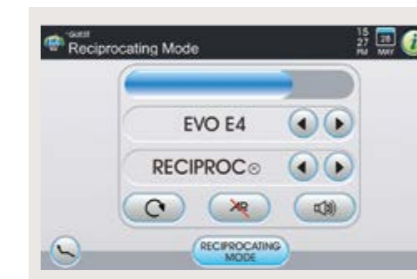 GUEST
Reciprocating Mode
15
27
PM
28
MAY
i
EVO E4
RECIPROC
RECIPROCATING
MODE